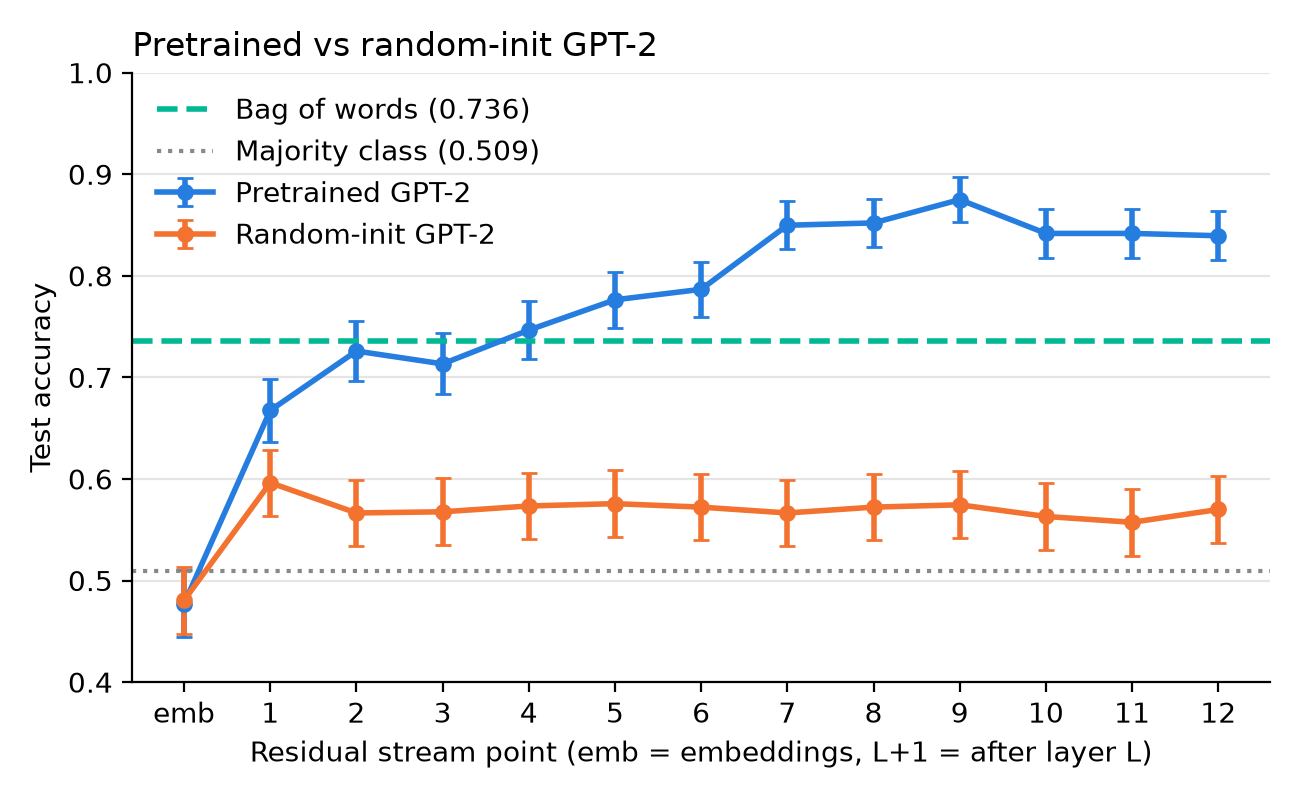 Pretrained vs random-init GPT-2
1.0
0.9
0.8
0.7
0.6
0.5
0.4
Test accuracy
Bag of words (0.736)
Majority class (0.509)
Pretrained GPT-2
Random-init GPT-2
emb 1 2 3 4 5 6 7 8 9 10 11 12
Residual stream point (emb = embeddings, L+1 = after layer L)